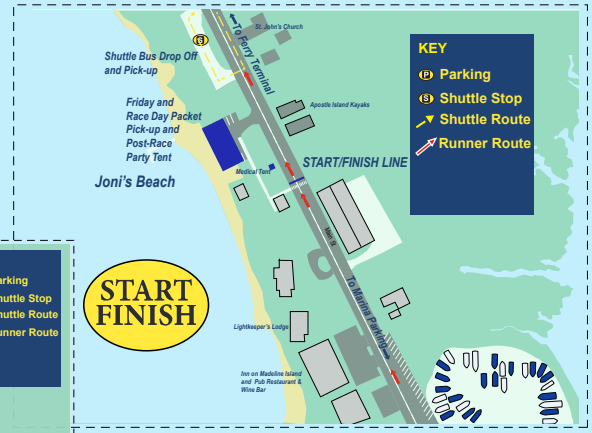 St. John's Church
To Ferry Terminal
S
Shuttle Bus Drop Off
and Pick-up
KEY
P Parking
S Shuttle Stop
Shuttle Route
Runner Route
Friday and
Race Day Packet
Pick-up and
Post-Race
Party Tent
Apostle Island Kayaks
START/FINISH LINE
Medical Tent
Joni's Beach
Main St
To Marina Parking
arking
huttle Stop
huttle Route
unner Route
START
FINISH
Lightkeeper's Lodge
Inn on Madeline Island
and Pub Restaurant &
Wine Bar